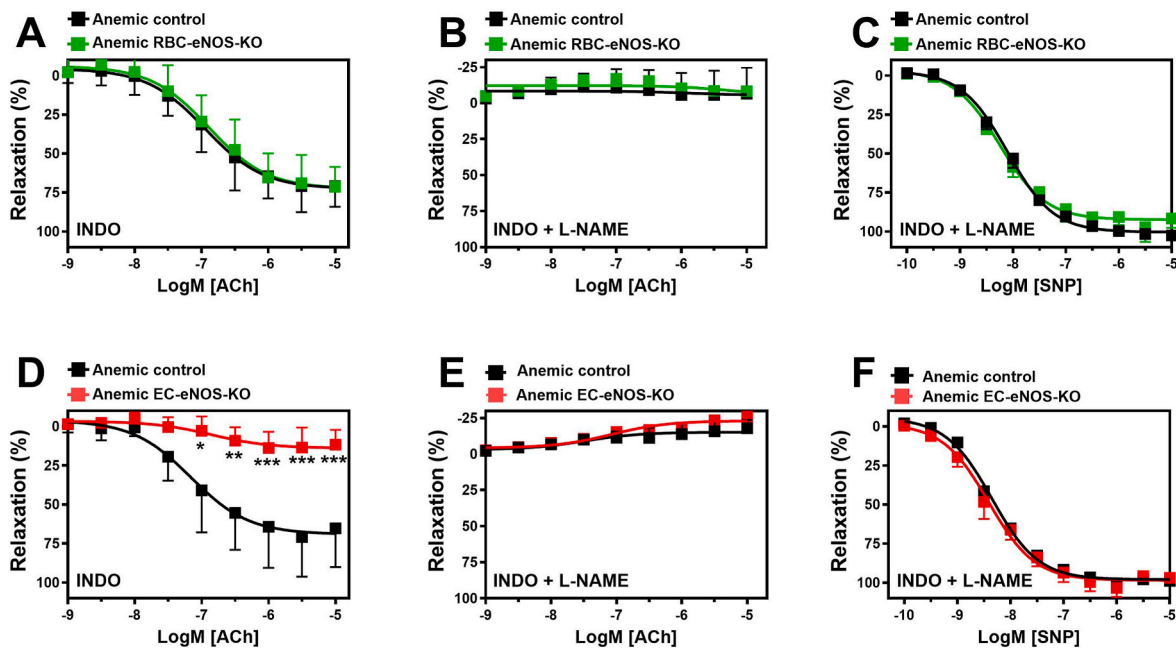 A
Anemic control
Anemic RBC-eNOS-KO
Relaxation (%)
0
25
50
75
100
INDO
-9 -8 -7 -6 -5
LogM [ACh]
B
Anemic control
Anemic RBC-eNOS-KO
Relaxation (%)
-25
0
25
50
75
100
INDO + L-NAME
-9 -8 -7 -6 -5
LogM [ACh]
C
Anemic control
Anemic RBC-eNOS-KO
Relaxation (%)
0
25
50
75
100
INDO + L-NAME
-10 -9 -8 -7 -6 -5
LogM [SNP]
D
Anemic control
Anemic EC-eNOS-KO
Relaxation (%)
0
25
50
75
100
* ** *** *** ***
INDO
-9 -8 -7 -6 -5
LogM [ACh]
E
Anemic control
Anemic EC-eNOS-KO
Relaxation (%)
-25
0
25
50
75
100
INDO + L-NAME
-9 -8 -7 -6 -5
LogM [ACh]
F
Anemic control
Anemic EC-eNOS-KO
Relaxation (%)
0
25
50
75
100
INDO + L-NAME
-10 -9 -8 -7 -6 -5
LogM [SNP]